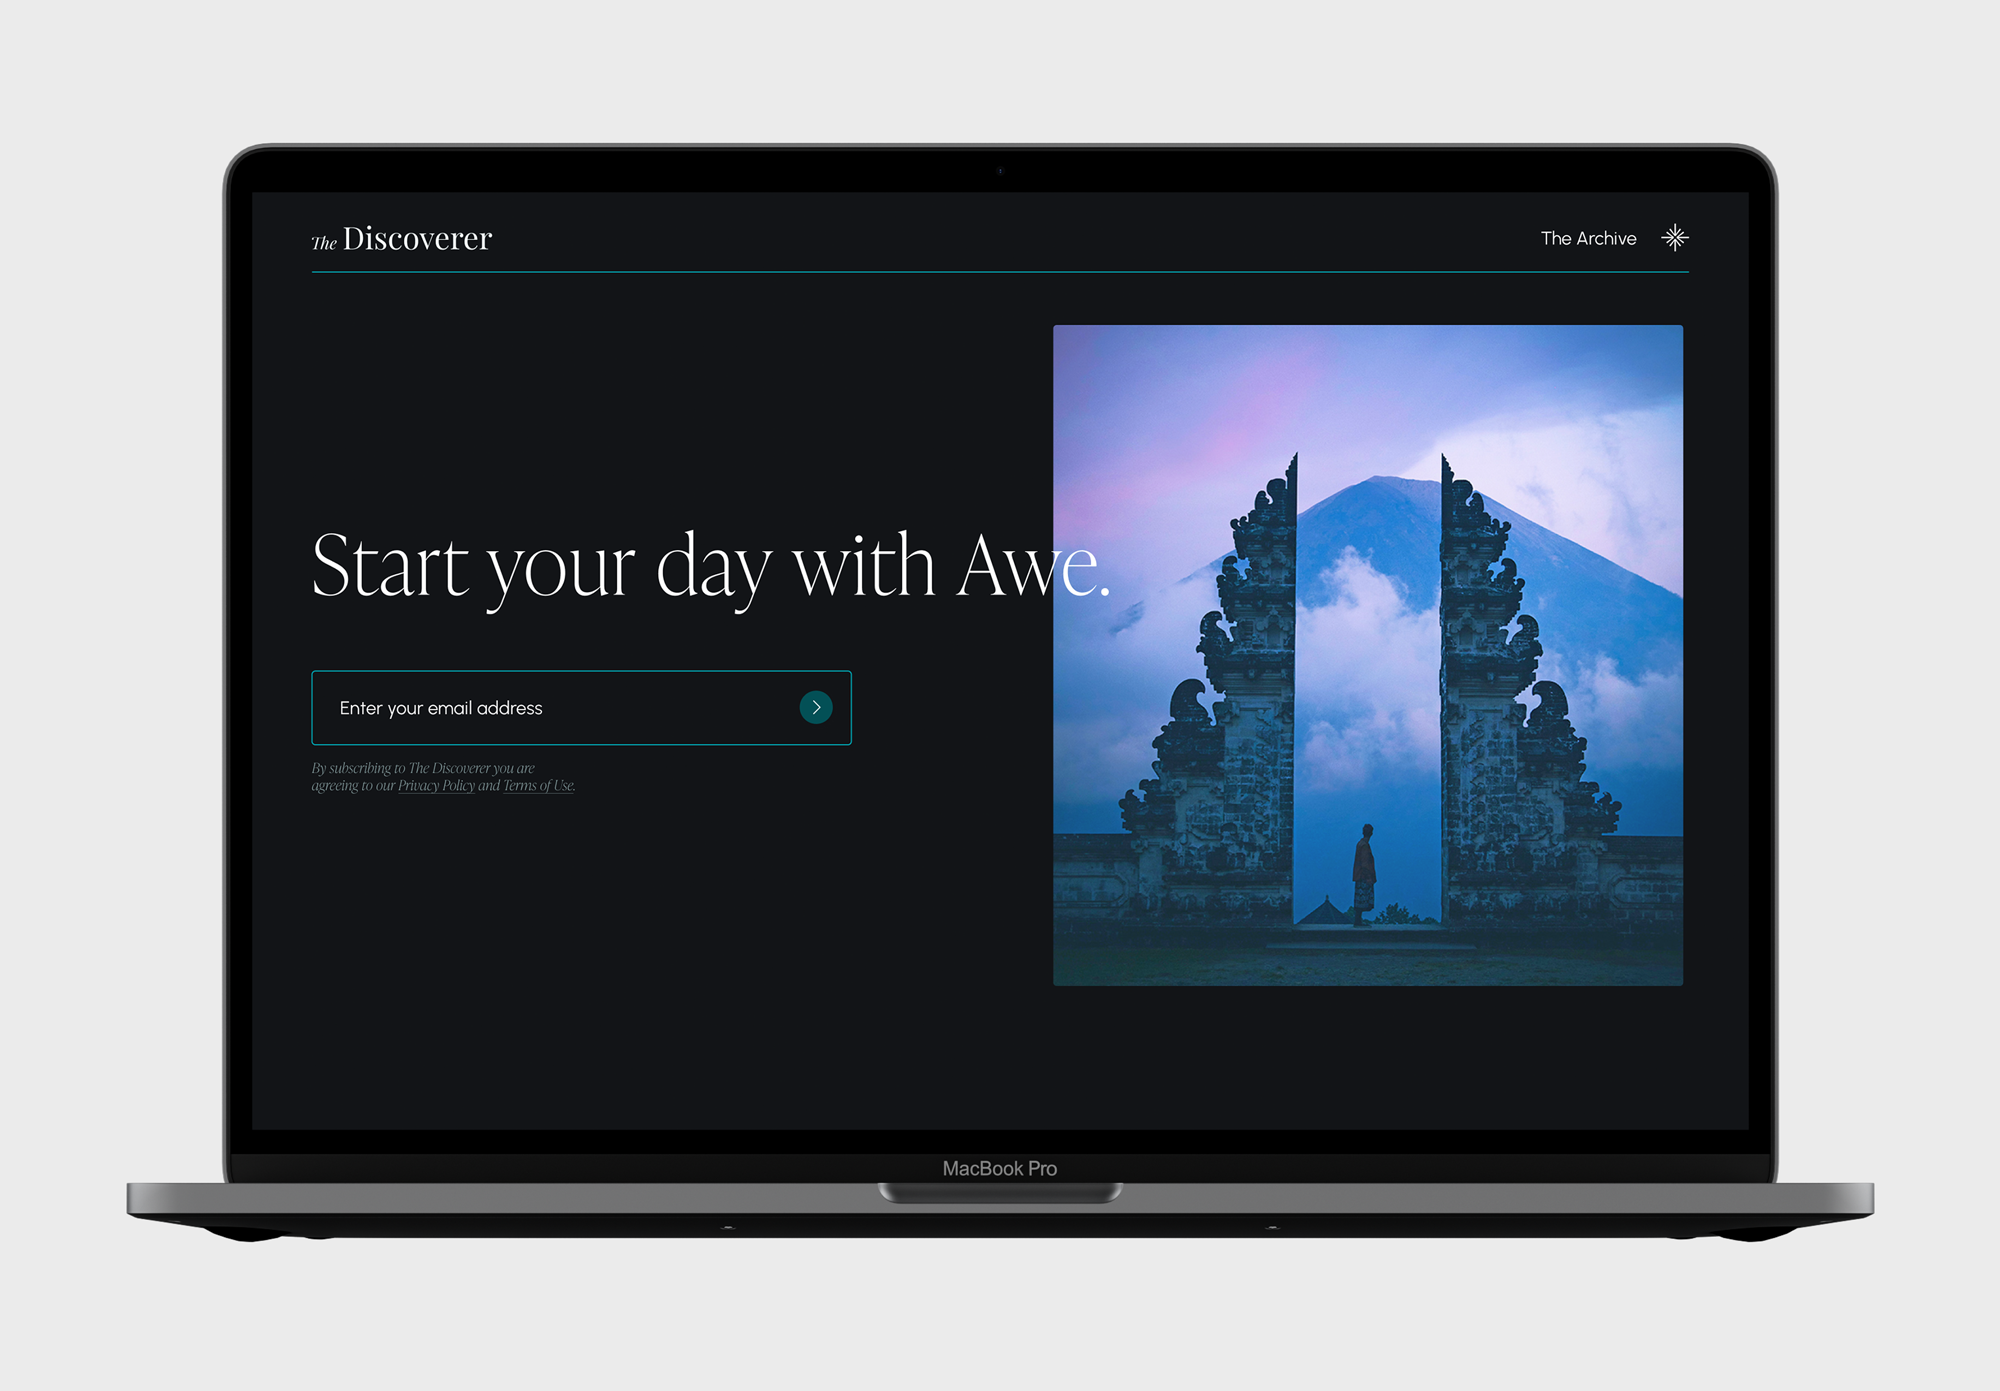 The Discoverer
The Archive
Start your day with Awe.
Enter your email address
By subscribing to The Discoverer you are
agreeing to our Privacy Policy and Terms of Use.
MacBook Pro